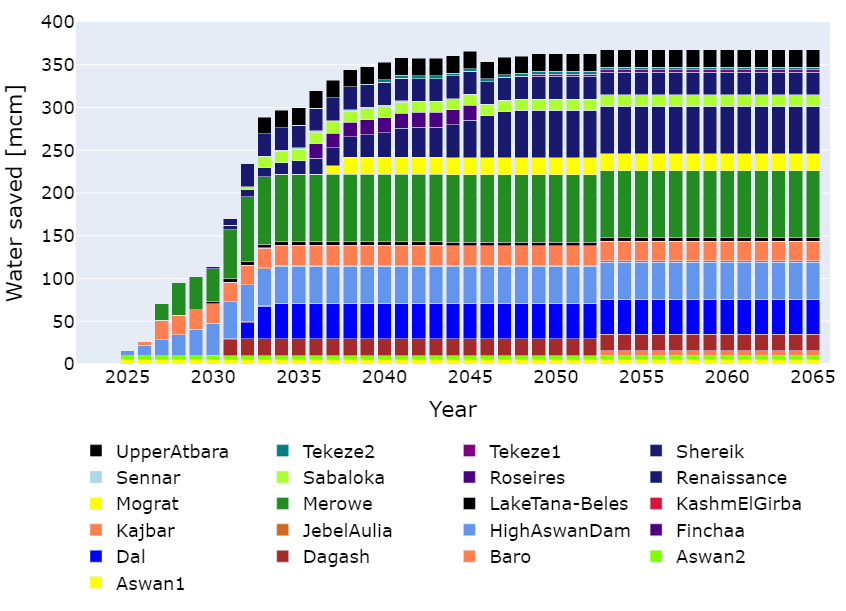 400
350
300
250
200
150
100
50
0
Water saved [mcm]
2025 2030 2035 2040 2045 2050 2055 2060 2065
Year
UpperAtbara Tekeze2 Tekeze1 Shereik
Sennar Sabaloka Roseires Renaissance
Mograt Merowe LakeTana-Beles KashmElGirba
Kajbar JebelAulia HighAswanDam Finchaa
Dal Dagash Baro Aswan2
Aswan1